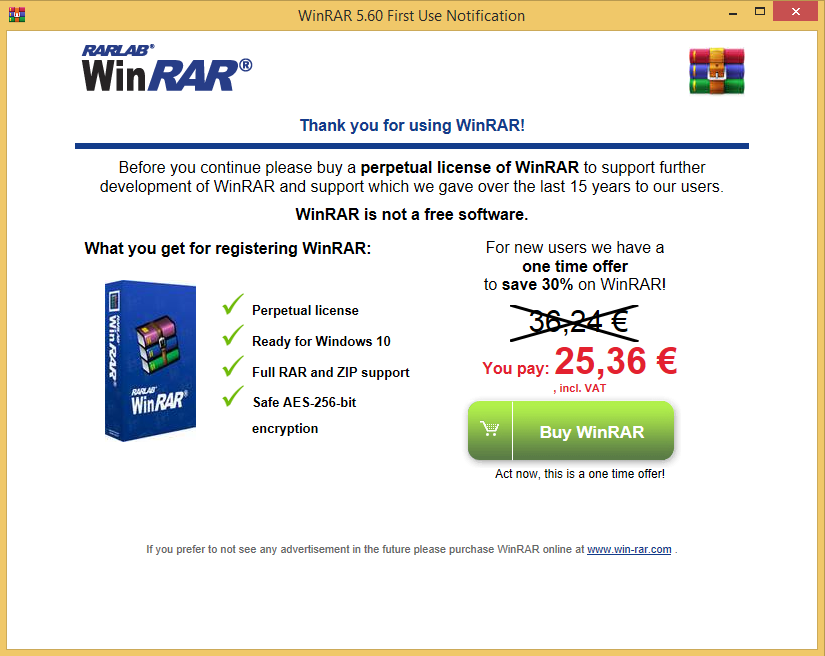 WinRAR 5.60 First Use Notification
RARLAB®
WinRAR®
Thank you for using WinRAR!
Before you continue please buy a perpetual license of WinRAR to support further
development of WinRAR and support which we gave over the last 15 years to our users.
WinRAR is not a free software.
What you get for registering WinRAR:
WinRAR
RARLAB
WinRAR®
RARLAB®
Perpetual license
Ready for Windows 10
Full RAR and ZIP support
Safe AES-256-bit
encryption
For new users we have a
one time offer
to save 30% on WinRAR!
36,24 €
You pay: 25,36 €
, incl. VAT
Buy WinRAR
Act now, this is a one time offer!
If you prefer to not see any advertisement in the future please purchase WinRAR online at www.win-rar.com .